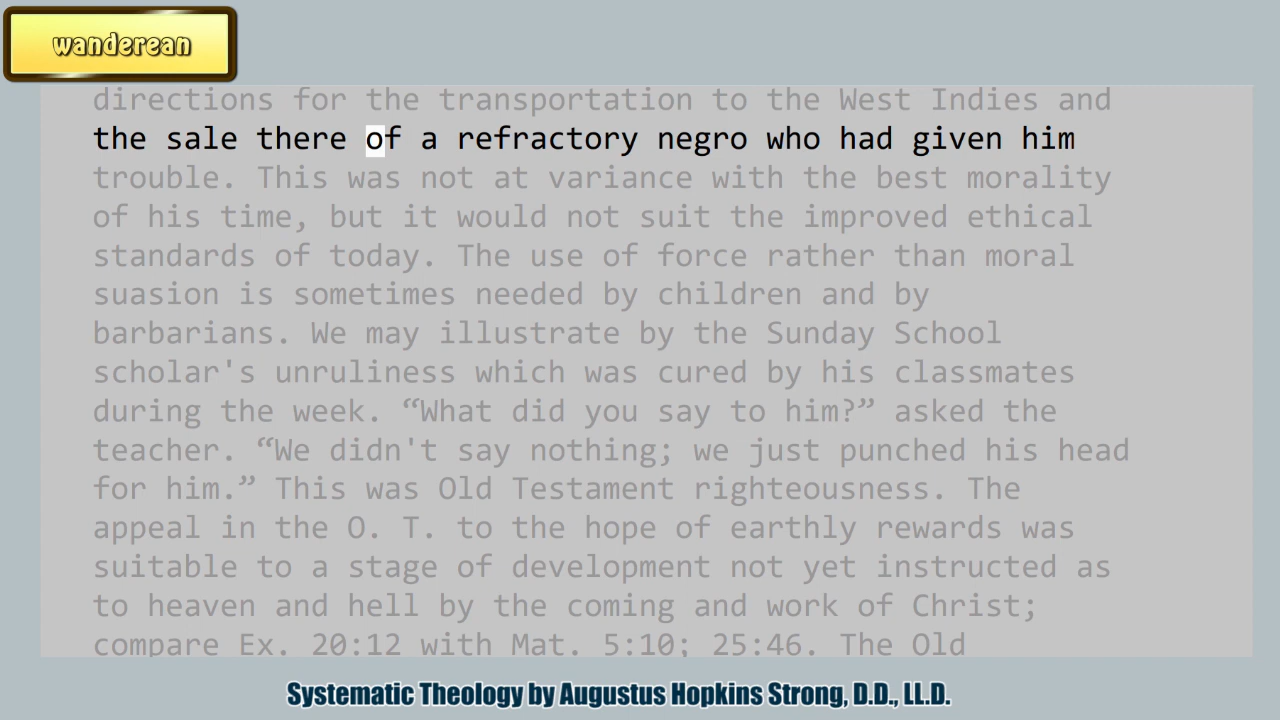 wanderean
directions for the transportation to the West Indies and
the sale there of a refractory negro who had given him
trouble. This was not at variance with the best morality
of his time, but it would not suit the improved ethical
standards of today. The use of force rather than moral
suasion is sometimes needed by children and by
barbarians. We may illustrate by the Sunday School
scholar's unruliness which was cured by his classmates
during the week. “What did you say to him?” asked the
teacher. “We didn't say nothing; we just punched his head
for him.” This was Old Testament righteousness. The
appeal in the O. T. to the hope of earthly rewards was
suitable to a stage of development not yet instructed as
to heaven and hell by the coming and work of Christ;
compare Ex. 20:12 with Mat. 5:10; 25:46. The Old
Systematic Theology by Augustus Hopkins Strong, D.D., LL.D.